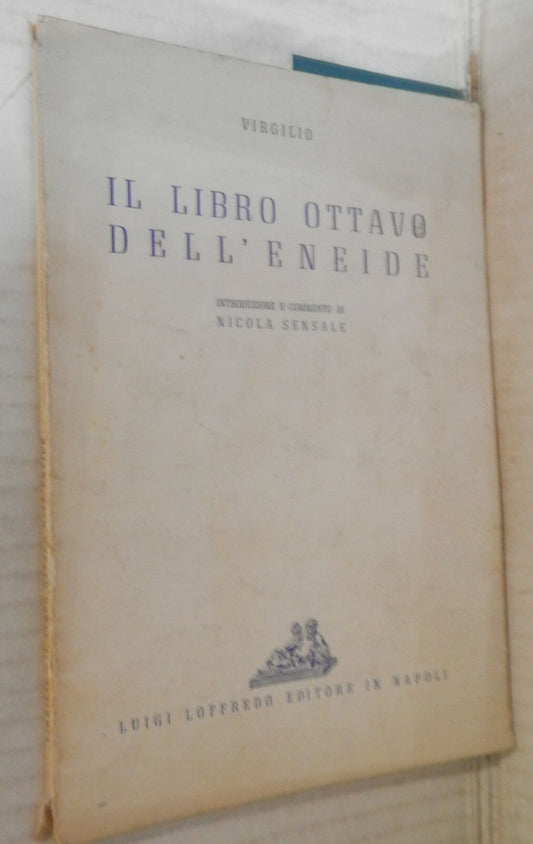 VIRGILIO
IL LIBRO OTTAVO
DELL'ENEIDE
INTRODUZIONE E COMMENTO DI
NICOLA SENSALE
LUIGI LOFFREDO EDITORE IN NAPOLI